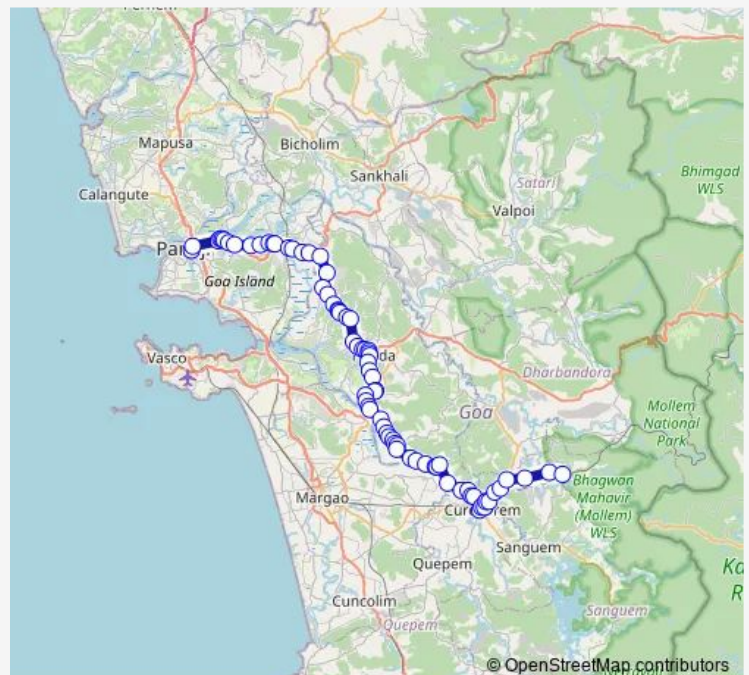 Mapusa
Bicholim
Sankhali
Calangute
Satari
Bhimgad
WLS
Valpoi
Goa Island
Vasco
Dharbandora
Goa
Mollem
National
Park
Margao
Bhagwan
Mahavir
(Mollem)
WLS
Sanguem
Quepem
Cuncolim
Sanguem
Quepem
© OpenStreetMap contributors